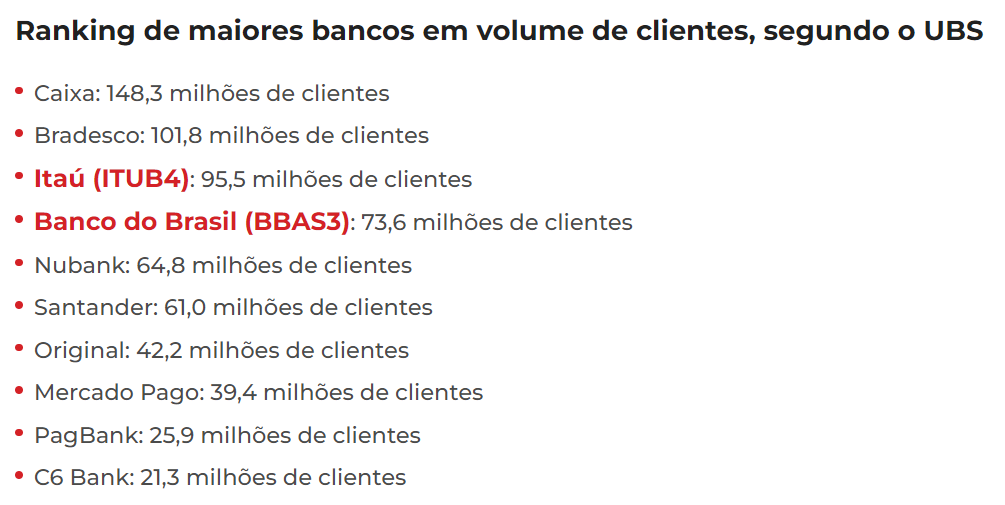 Ranking de maiores bancos em volume de clientes, segundo o UBS
• Caixa: 148,3 milhões de clientes
• Bradesco: 101,8 milhões de clientes
• Itaú (ITUB4): 95,5 milhões de clientes
• Banco do Brasil (BBAS3): 73,6 milhões de clientes
• Nubank: 64,8 milhões de clientes
• Santander: 61,0 milhões de clientes
• Original: 42,2 milhões de clientes
• Mercado Pago: 39,4 milhões de clientes
• PagBank: 25,9 milhões de clientes
• C6 Bank: 21,3 milhões de clientes